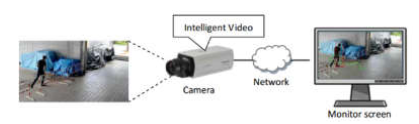 Intelligent Video
Camera
Network
Monitor screen